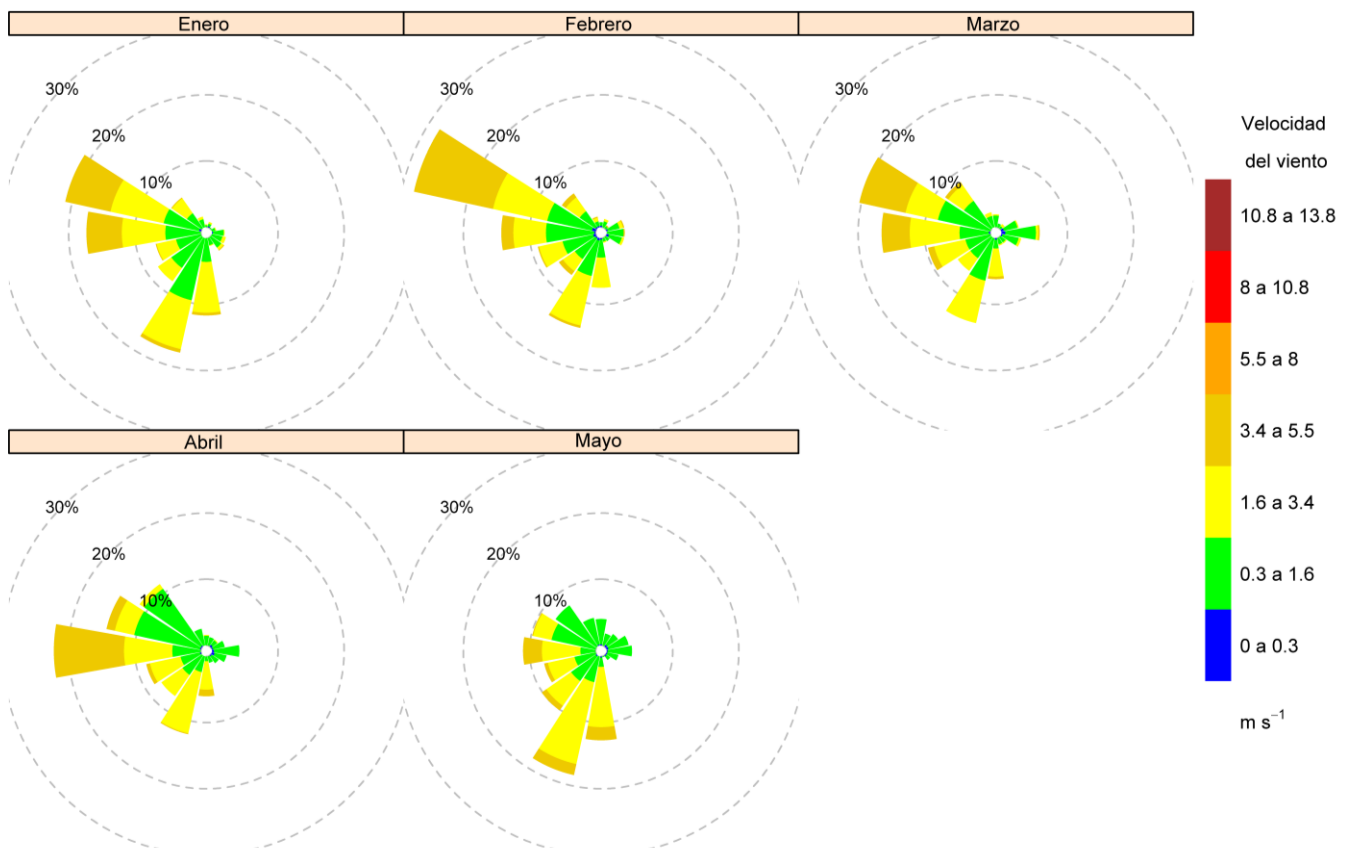 Enero
Febrero
Marzo
30%
20%
10%
30%
20%
10%
30%
20%
10%
Abril
Mayo
30%
20%
10%
30%
20%
10%
Velocidad
del viento
10.8 a 13.8
8 a 10.8
5.5 a 8
3.4 a 5.5
1.6 a 3.4
0.3 a 1.6
0 a 0.3
m s⁻¹